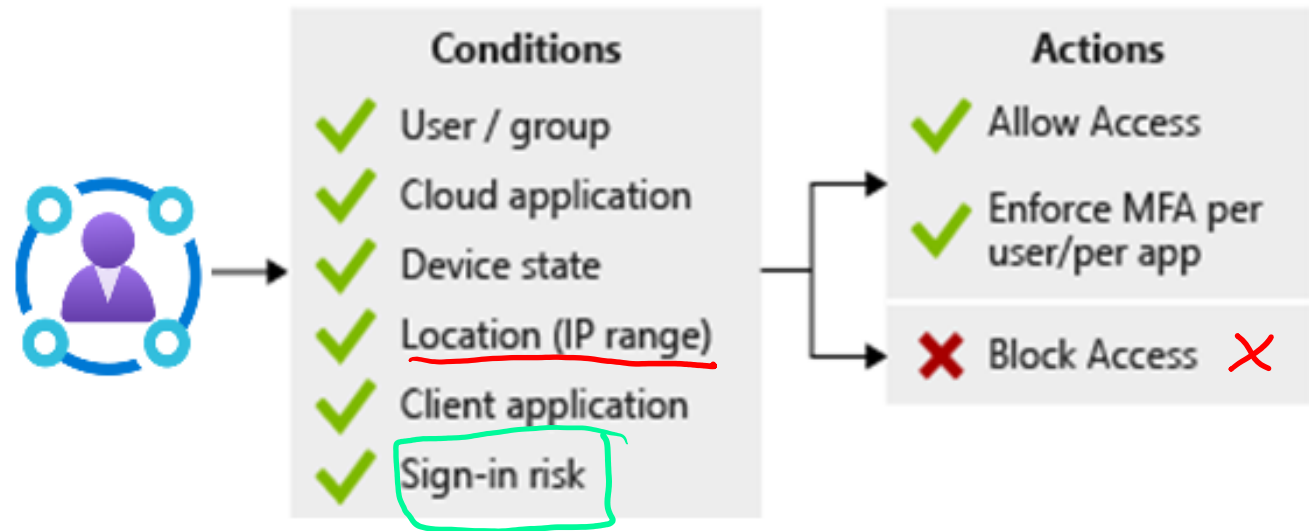 Conditions
User / group
Cloud application
Device state
Location (IP range)
Client application
Sign-in risk
Actions
Allow Access
Enforce MFA per
user/per app
Block Access